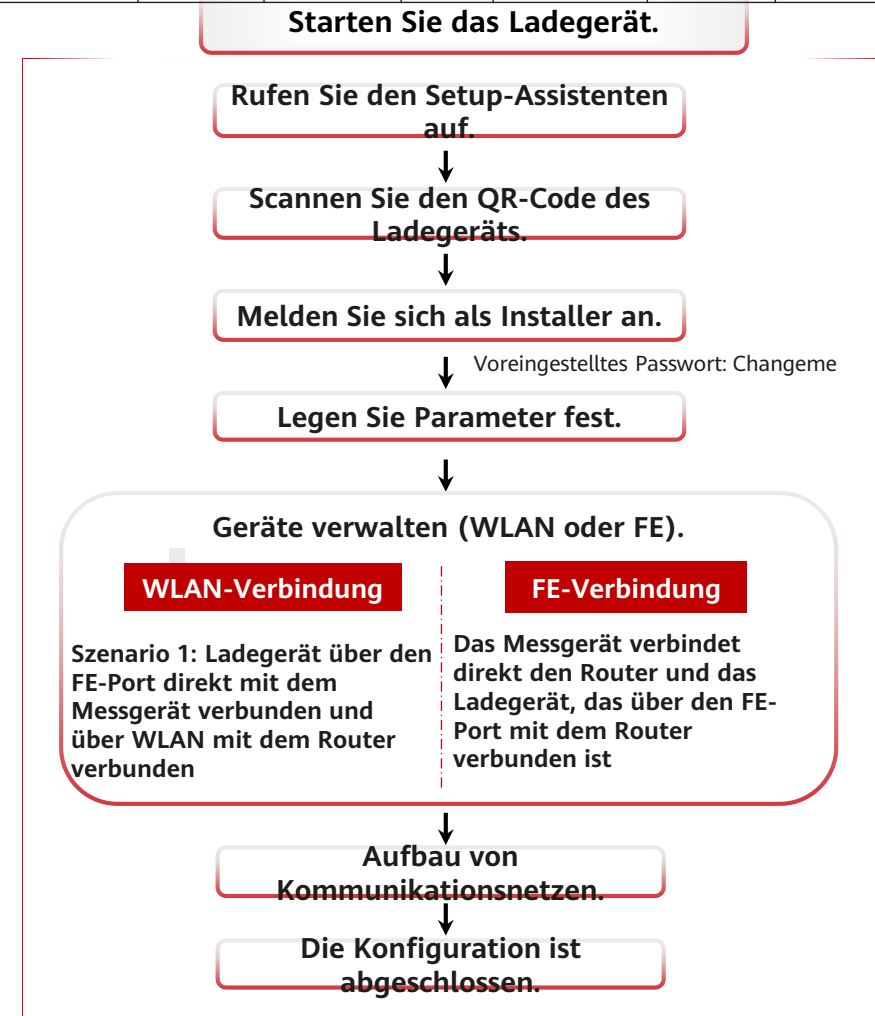 Starten Sie das Ladegerät.
Rufen Sie den Setup-Assistenten
auf.
Scannen Sie den QR-Code des
Ladegeräts.
Melden Sie sich als Installer an.
Voreingestelltes Passwort: Changeme
Legen Sie Parameter fest.
Geräte verwalten (WLAN oder FE).
WLAN-Verbindung
Szenario 1: Ladegerät über den
FE-Port direkt mit dem
Messgerät verbunden und
über WLAN mit dem Router
verbunden
FE-Verbindung
Das Messgerät verbindet
direkt den Router und das
Ladegerät, das über den FE-
Port mit dem Router
verbunden ist
Aufbau von
Kommunikationsnetzen.
Die Konfiguration ist
abgeschlossen.